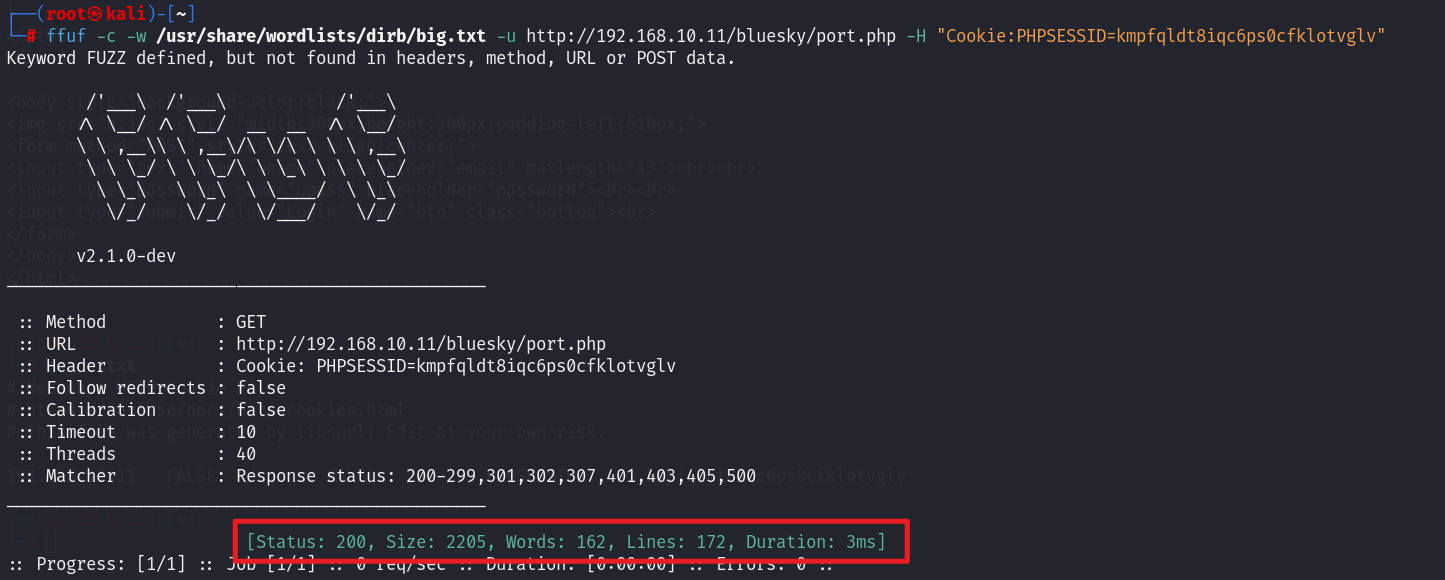 ┌──(root㉿kali)-[~]
└─# ffuf -c -w /usr/share/wordlists/dirb/big.txt -u http://192.168.10.11/bluesky/port.php -H "Cookie:PHPSESSID=kmpfqldt8iqc6ps0cfklotvglv"
Keyword FUZZ defined, but not found in headers, method, URL or POST data.
v2.1.0-dev
:: Method : GET
:: URL : http://192.168.10.11/bluesky/port.php
:: Header : Cookie: PHPSESSID=kmpfqldt8iqc6ps0cfklotvglv
:: Follow redirects : false
:: Calibration : false
:: Timeout : 10
:: Threads : 40
:: Matcher : Response status: 200-299,301,302,307,401,403,405,500
[Status: 200, Size: 2205, Words: 162, Lines: 172, Duration: 3ms]
:: Progress: [1/1] :: Job [1/1] :: 0 req/sec :: Duration: [0:00:00] :: Errors: 0 ::